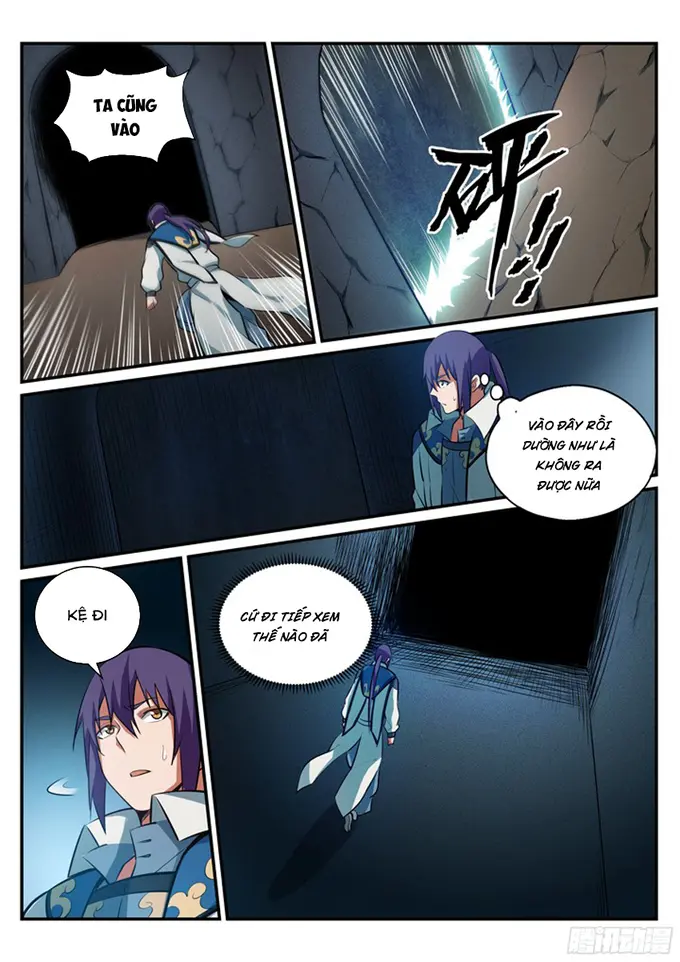 TA CŨNG
VÀO
砰!!
VÀO ĐÂY RỒI
DƯỜNG NHƯ LÀ
KHÔNG RA
ĐƯỢC NỮA
KỆ ĐI
CỨ ĐI TIẾP XEM
THẾ NÀO ĐÃ
腾讯动漫